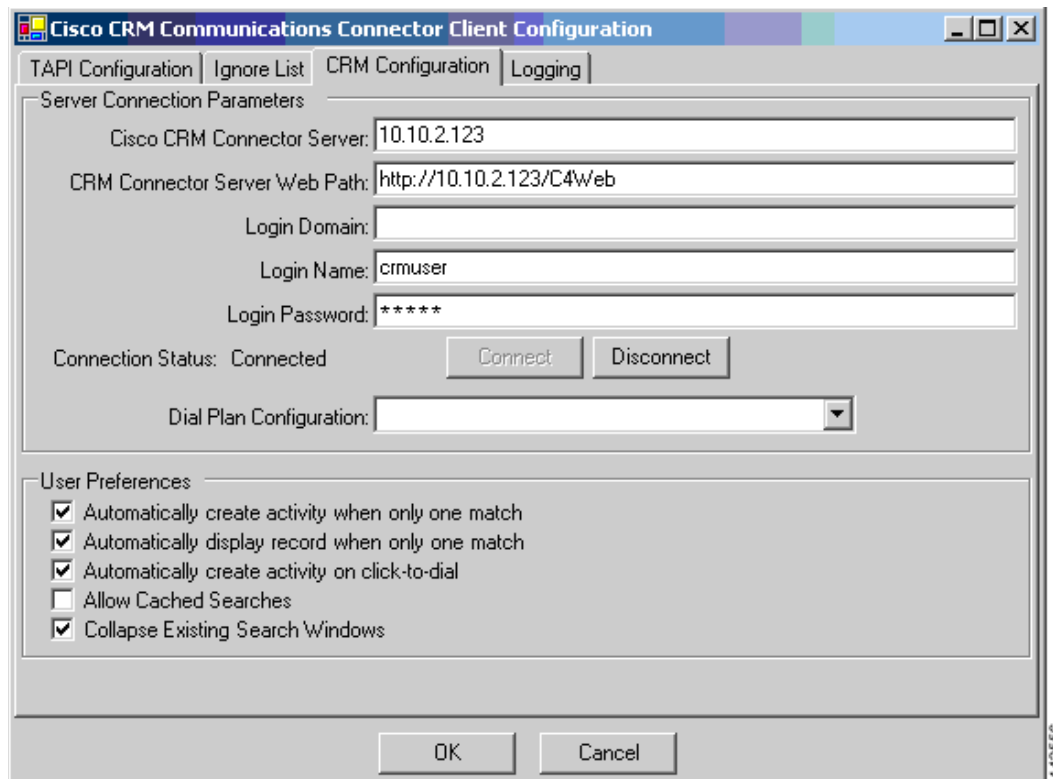 Cisco CRM Communications Connector Client Configuration
TAPI Configuration Ignore List CRM Configuration Logging
Server Connection Parameters
Cisco CRM Connector Server: 10.10.2.123
CRM Connector Server Web Path: http://10.10.2.123/C4Web
Login Domain:
Login Name: crmuser
Login Password: *****
Connection Status: Connected Connect Disconnect
Dial Plan Configuration:
User Preferences
Automatically create activity when only one match
Automatically display record when only one match
Automatically create activity on click-to-dial
Allow Cached Searches
Collapse Existing Search Windows
OK Cancel